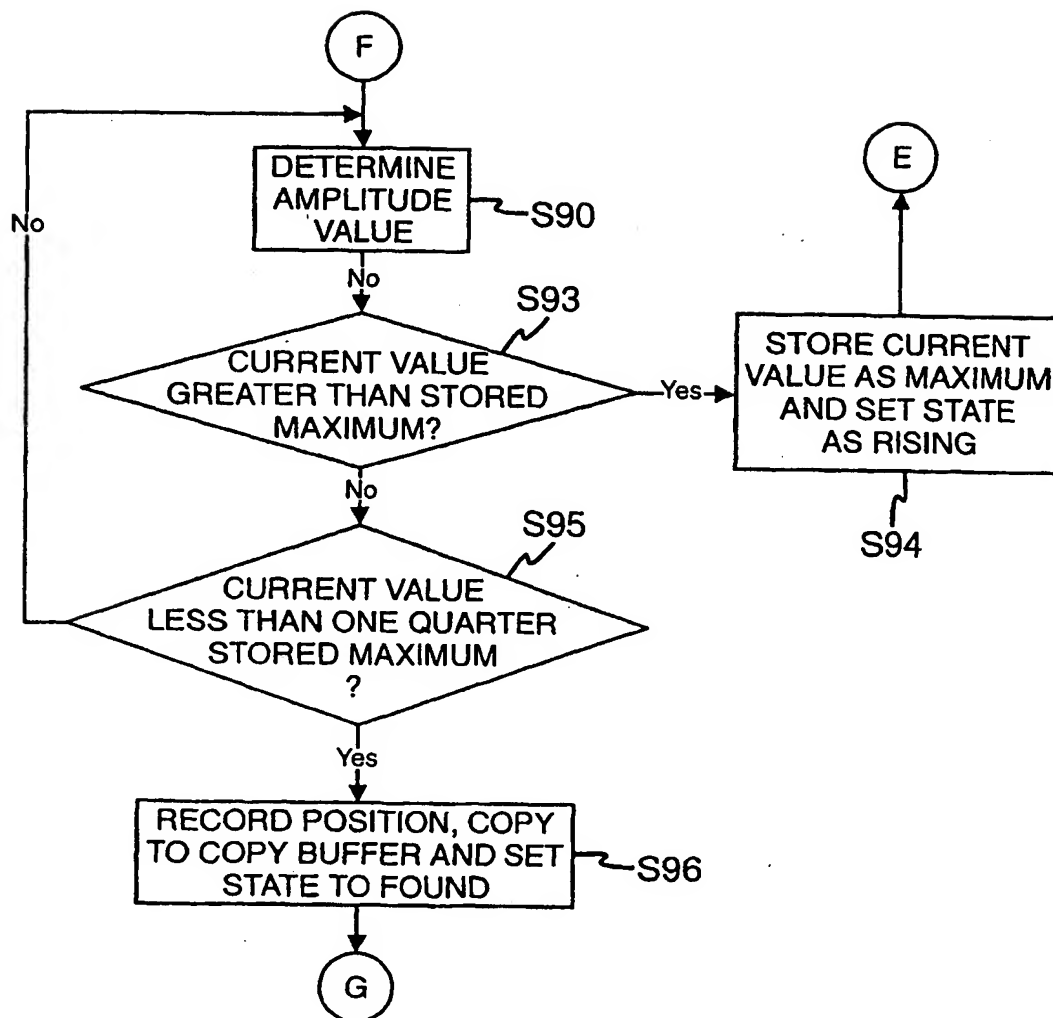 F
DETERMINE
AMPLITUDE
VALUE
S90
E
No
No
S93
CURRENT VALUE
GREATER THAN STORED
MAXIMUM?
Yes
STORE CURRENT
VALUE AS MAXIMUM
AND SET STATE
AS RISING
S94
No
S95
CURRENT VALUE
LESS THAN ONE QUARTER
STORED MAXIMUM
?
Yes
RECORD POSITION, COPY
TO COPY BUFFER AND SET
STATE TO FOUND
S96
G